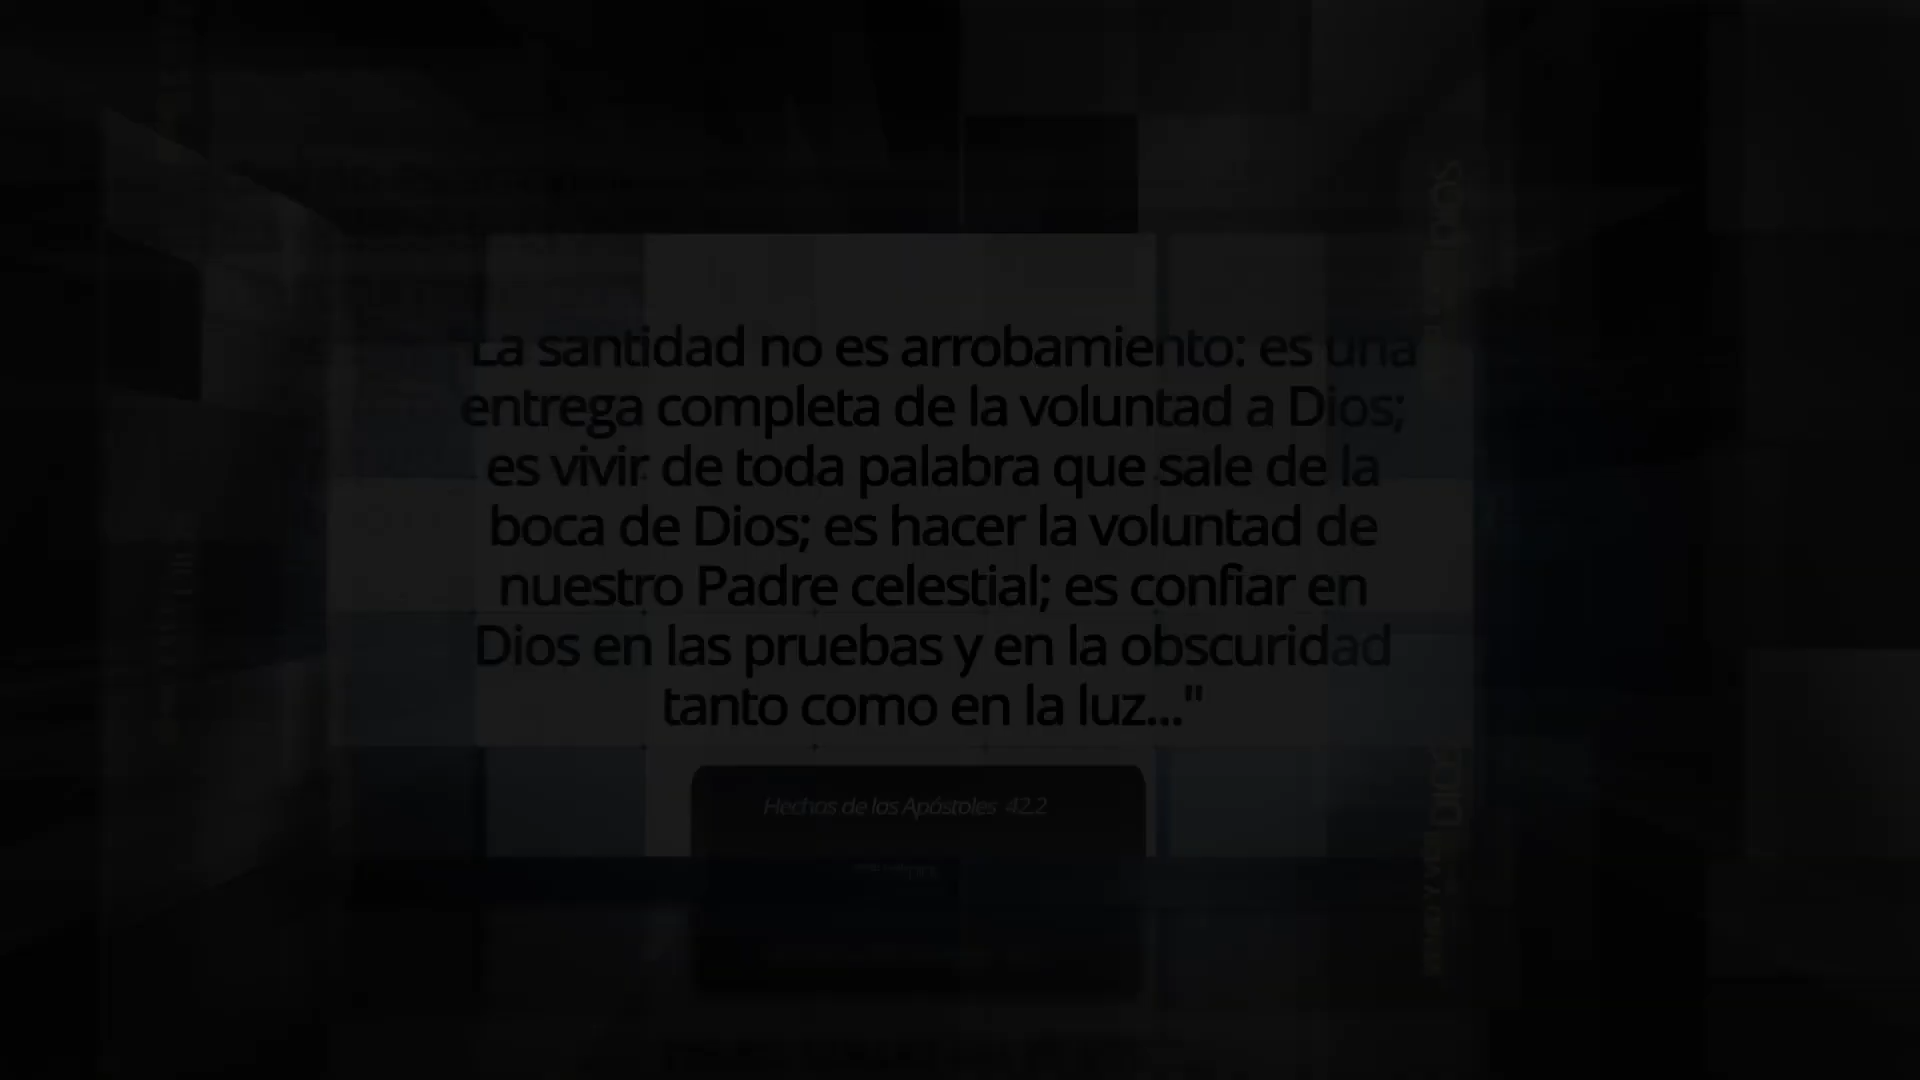 "La santidad no es arrobamiento: es una
entrega completa de la voluntad a Dios;
es vivir de toda palabra que sale de la
boca de Dios; es hacer la voluntad de
nuestro Padre celestial; es confiar en
Dios en las pruebas y en la obscuridad
tanto como en la luz..."
Hechos de los Apóstoles 42.2
DIOS
DIOS